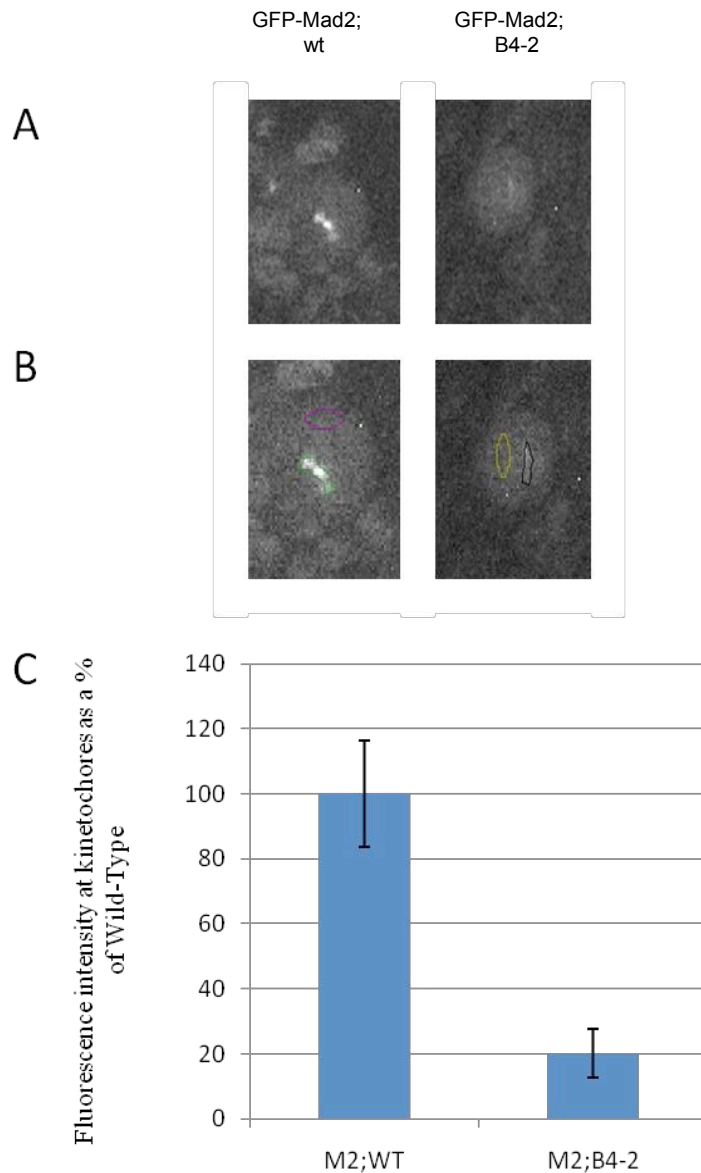 GFP-Mad2;
wt
GFP-Mad2;
B4-2
A
B
C
Fluorescence intensity at kinetochores as a %
of Wild-Type
140
120
100
80
60
40
20
0
M2;WT
M2;B4-2